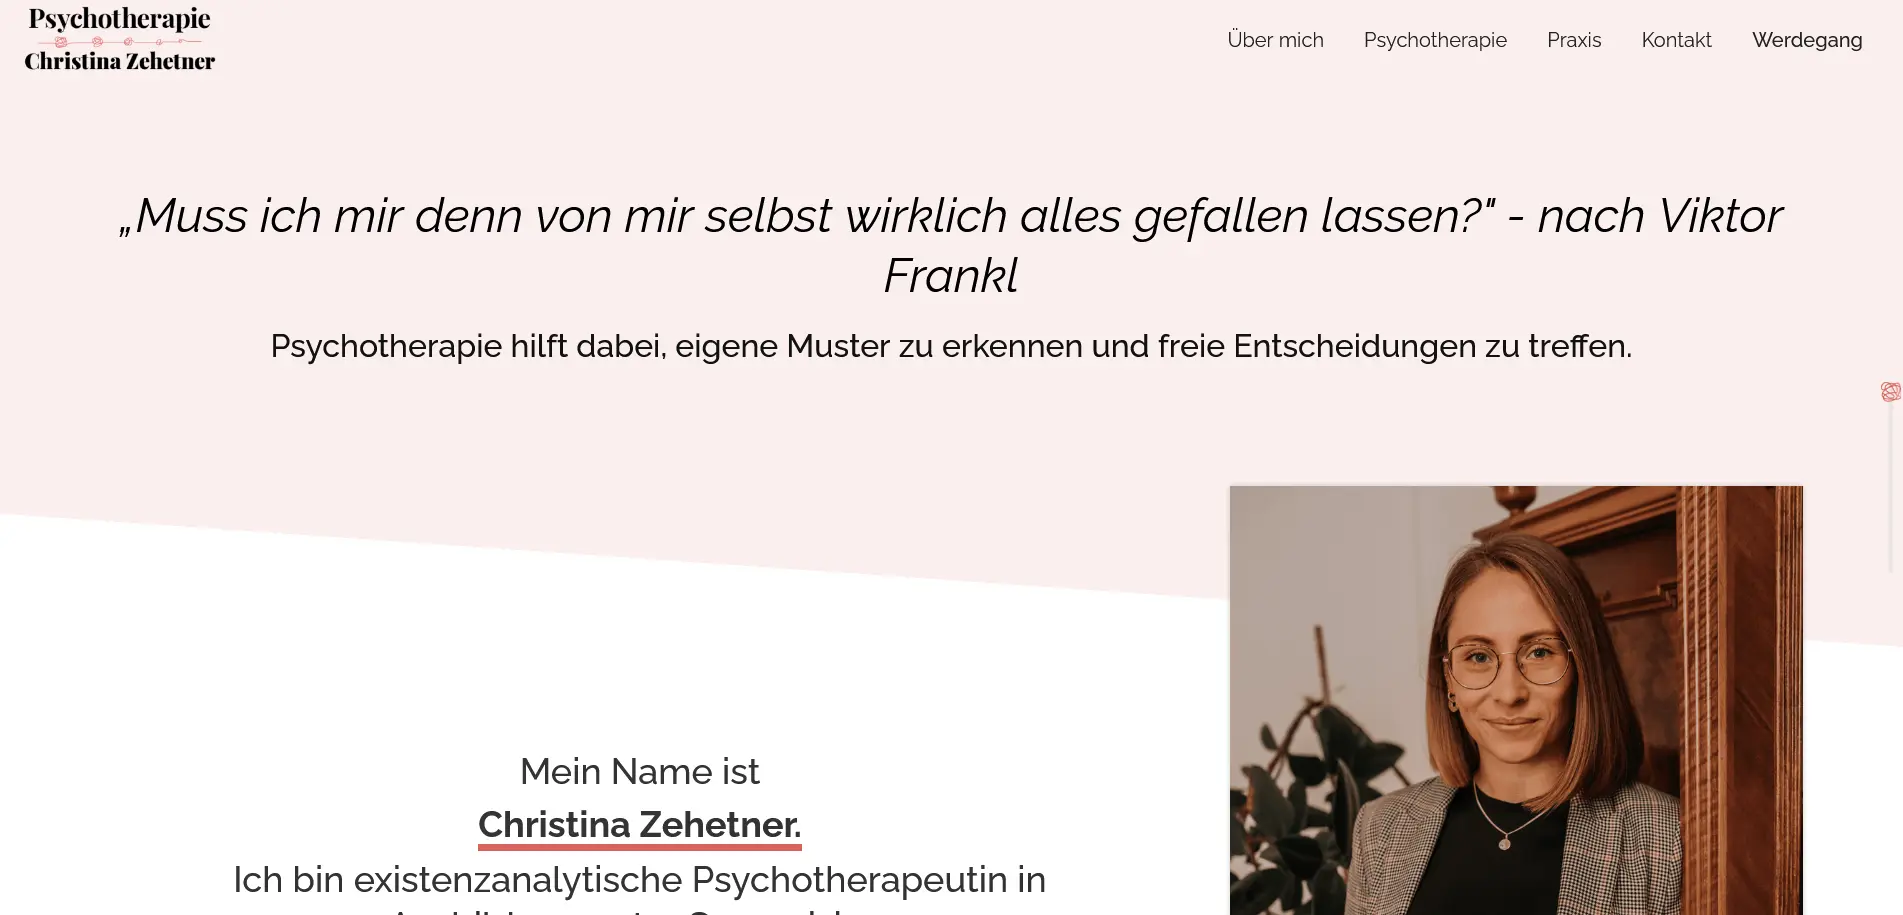 Psychotherapie
Christina Zehetner
Über mich Psychotherapie Praxis Kontakt Werdegang
„Muss ich mir denn von mir selbst wirklich alles gefallen lassen?" - nach Viktor
Frankl
Psychotherapie hilft dabei, eigene Muster zu erkennen und freie Entscheidungen zu treffen.
Mein Name ist
Christina Zehetner.
Ich bin existenzanalytische Psychotherapeutin in